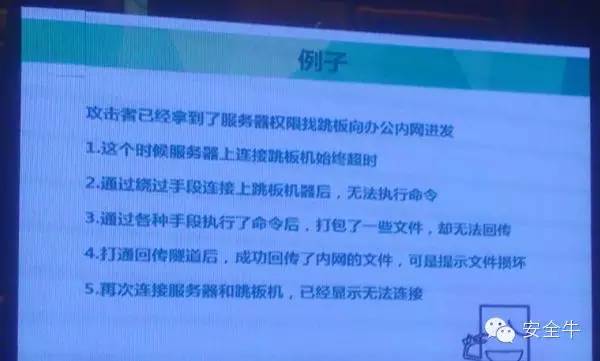 例子
攻击者已经拿到了服务器权限找跳板向办公内网进发
1.这个时候服务器上连接跳板机始终超时
2.通过绕过手段连接上跳板机器后，无法执行命令
3.通过各种手段执行了命令后，打包了一些文件，却无法回传
4.打通回传隧道后，成功回传了内网的文件，可是提示文件损坏
5.再次连接服务器和跳板机，已经显示无法连接
安全牛